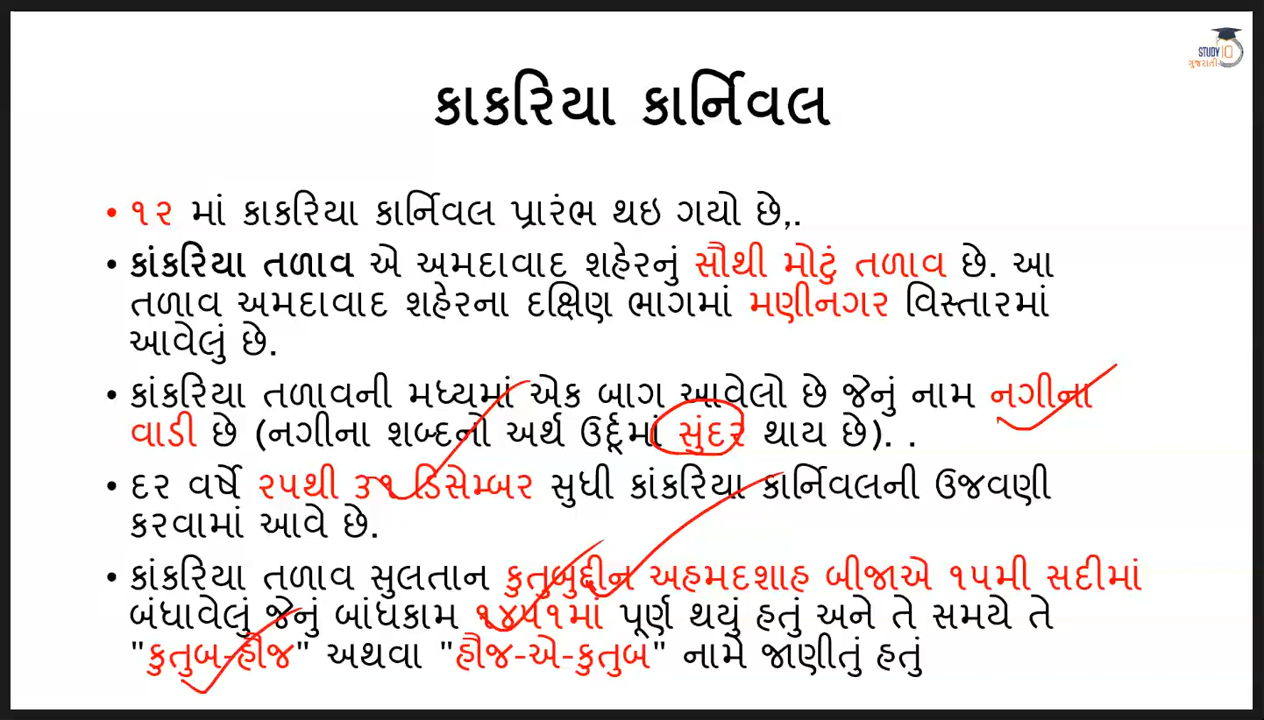 STUDY IQ
ગુજરાતી
કાકરિયા કાર્નિવલ
• ૧૨ માં કાકરિયા કાર્નિવલ પ્રારંભ થઇ ગયો છે,.
• કાંકરિયા તળાવ એ અમદાવાદ શહેરનું સૌથી મોટું તળાવ છે. આ
તળાવ અમદાવાદ શહેરના દક્ષિણ ભાગમાં મણીનગર વિસ્તારમાં
આવેલું છે.
• કાંકરિયા તળાવની મધ્યમાં એક બાગ આવેલો છે જેનું નામ નગીના
વાડી છે (નગીના શબ્દનો અર્થ ઉર્દૂમાં સુંદર થાય છે). .
• દર વર્ષે ૨૫થી ૩૧ ડિસેમ્બર સુધી કાંકરિયા કાર્નિવલની ઉજવણી
કરવામાં આવે છે.
• કાંકરિયા તળાવ સુલતાન કુતુબુદ્દીન અહમદશાહ બીજાએ ૧૫મી સદીમાં
બંધાવેલું જેનું બાંધકામ ૧૪૫૧માં પૂર્ણ થયું હતું અને તે સમયે તે
"કુતુબ-હૌજ" અથવા "હૌજ-એ-કુતુબ" નામે જાણીતું હતું